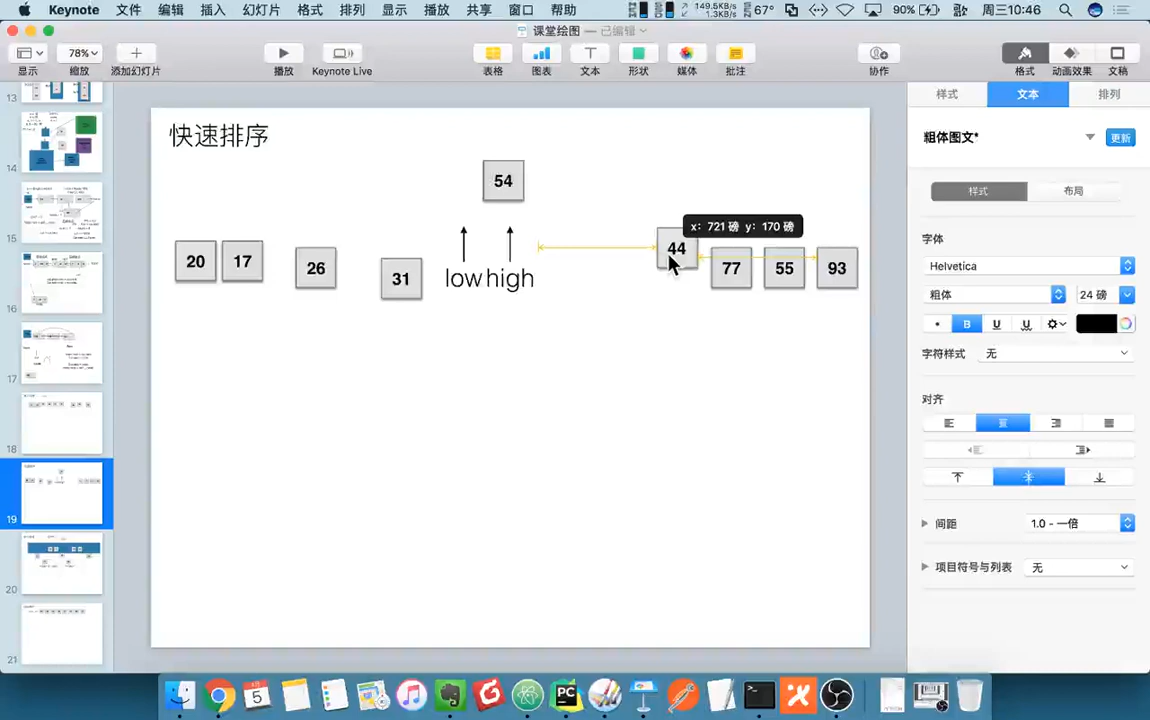 Keynote 文件 编辑 插入 幻灯片 格式 排列 显示 播放 共享 窗口 帮助 149.5KB/s 1.3KB/s 67° 90% 周三10:46
课堂绘图 — 已编辑
78%
显示 缩放 添加幻灯片 播放 Keynote Live 表格 图表 文本 形状 媒体 批注 协作 格式 动画效果 文稿
样式 文本 排列
粗体图文* 更新
样式 布局
字体
Helvetica
粗体 24 磅
B U U
字符样式 无
对齐
间距 1.0 - 一倍
项目符号与列表 无
13
14
15
16
17
18
19
20
21
快速排序
54
x: 721 磅 y: 170 磅
20 17 26 31 low high 44 77 55 93
5
PC